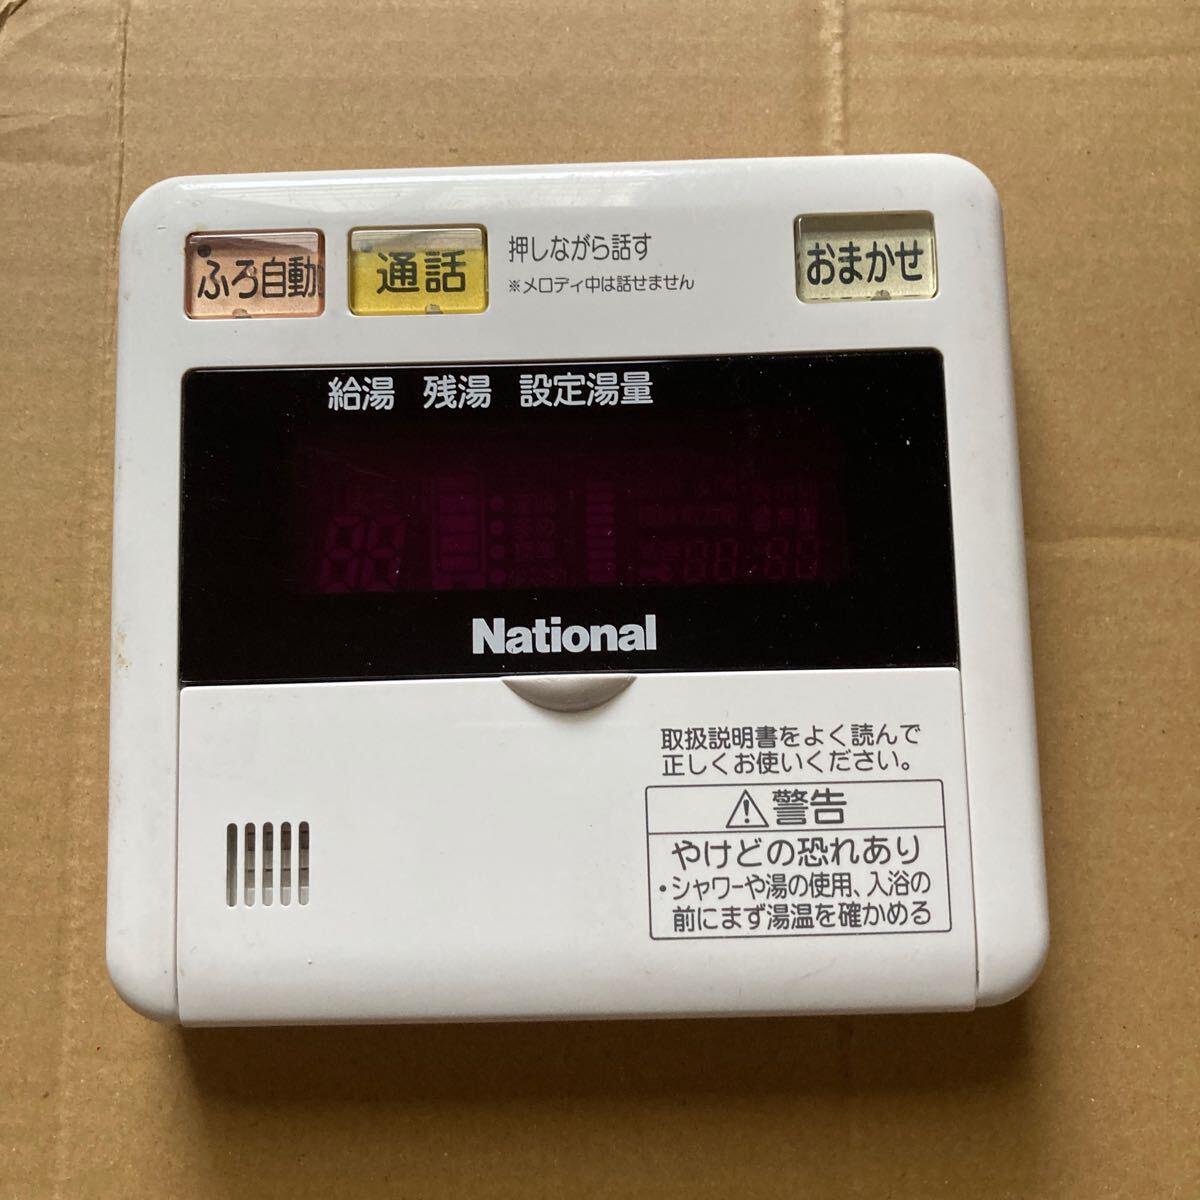 ふろ自動
通話
押しながら話す
※メロディ中は話せません
おまかせ
給湯 残湯 設定湯量
National
取扱説明書をよく読んで
正しくお使いください。
警告
やけどの恐れあり
・シャワーや湯の使用、入浴の
前にまず湯温を確かめる